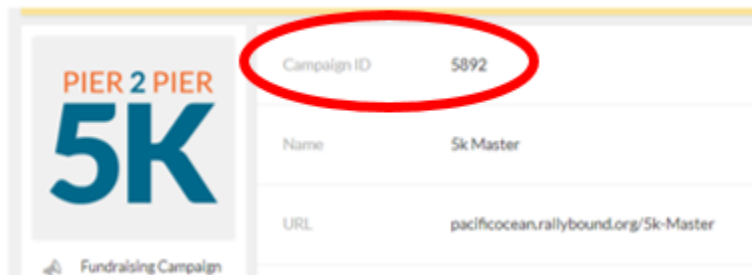 PIER 2 PIER
5K
Fundraising Campaign
Campaign ID 5892
Name 5k Master
URL pacificocean.rallybound.org/5k-Master